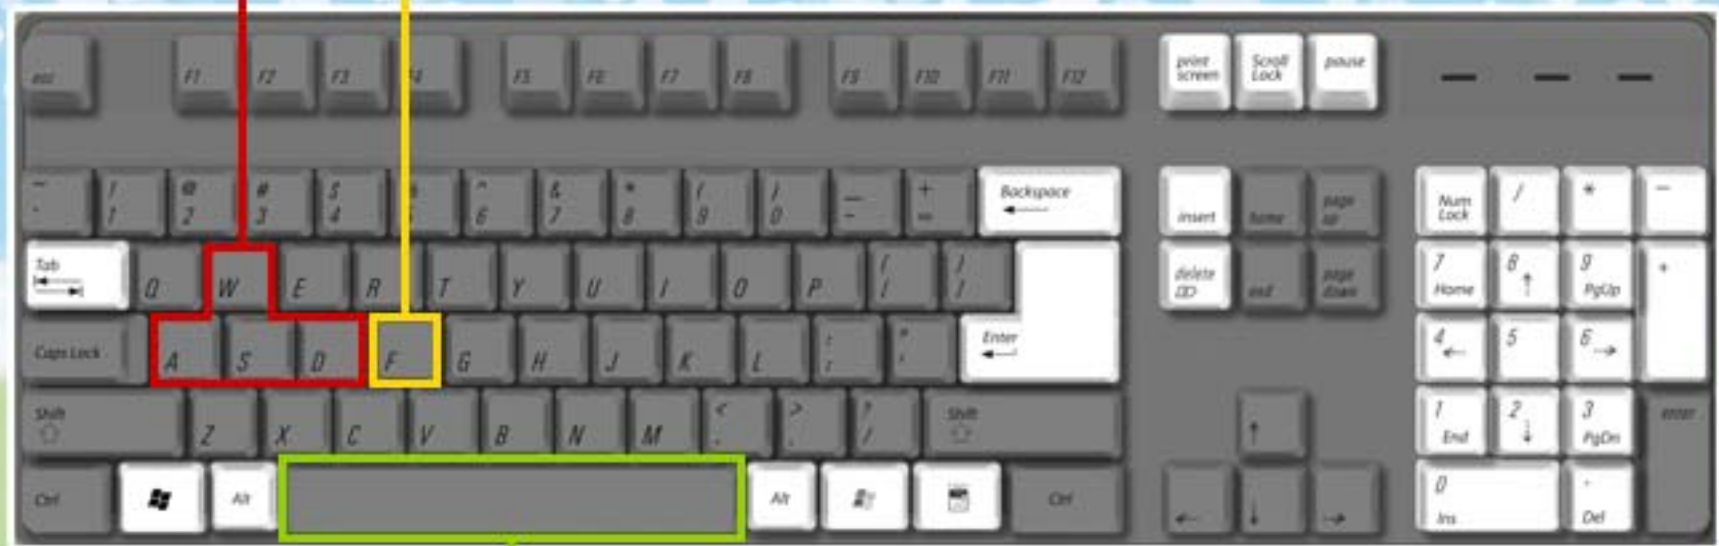 esc F1 F2 F3 F4 F5 F6 F7 F8 F9 F10 F11 F12 print screen Scroll Lock pause
~ ! 1 @ 2 # 3 $ 4 % 5 ^ 6 & 7 * 8 ( 9 ) 0 — - + = Backspace insert home page up Num Lock / * -
Tab Q W E R T Y U I O P { [ } ] delete end page down 7 Home 8 9 PgUp +
Caps Lock A S D F G H J K L : ; " ' Enter 4 5 6
Shift Z X C V B N M < , > . ? / Shift 1 End 2 3 PgDn enter
Ctrl Alt Alt Ctrl 0 Ins . Del